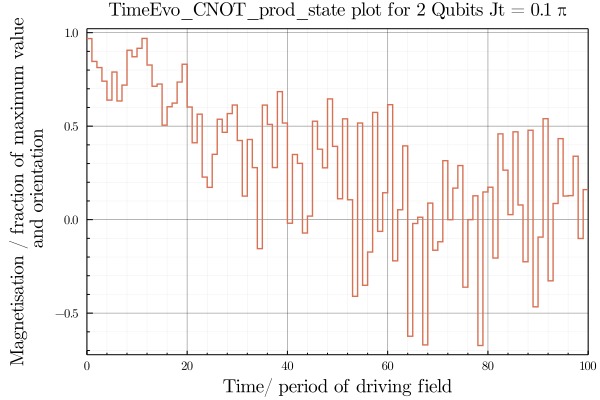 TimeEvo_CNOT_prod_state plot for 2 Qubits Jt = 0.1 π
Magnetisation / fraction of maximum value
and orientation
1.0
0.5
0.0
−0.5
0 20 40 60 80 100
Time/ period of driving field